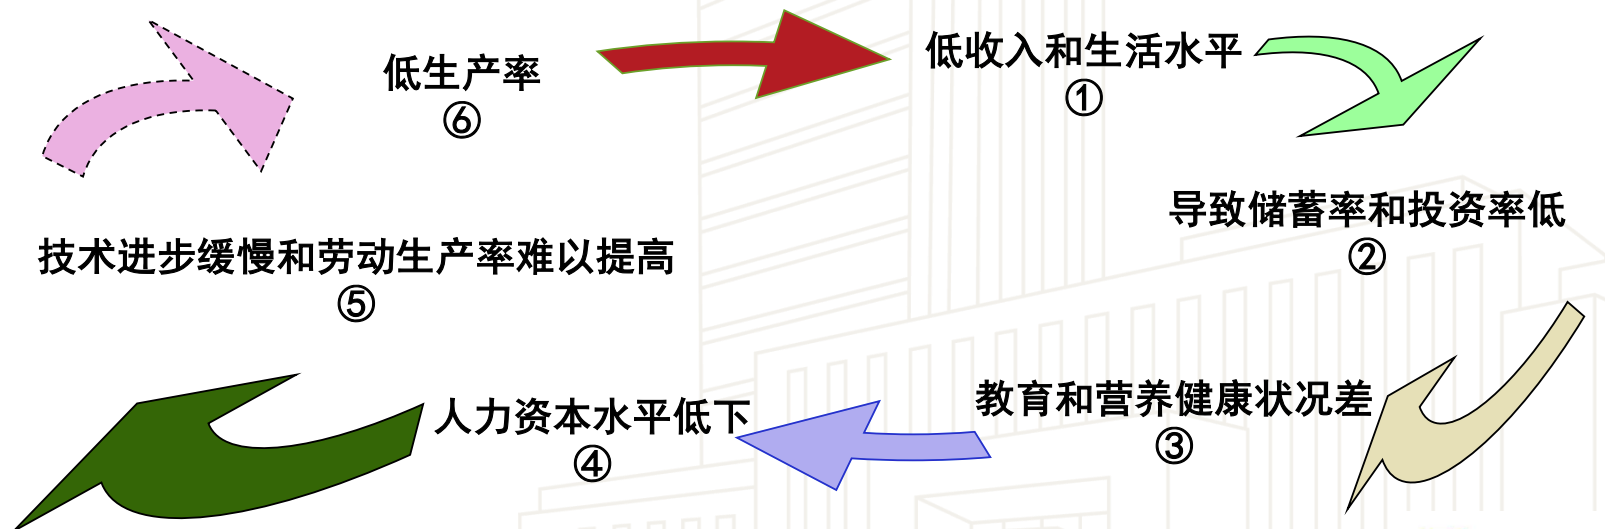 低生产率
⑥
低收入和生活水平
①
导致储蓄率和投资率低
②
技术进步缓慢和劳动生产率难以提高
⑤
教育和营养健康状况差
③
人力资本水平低下
④